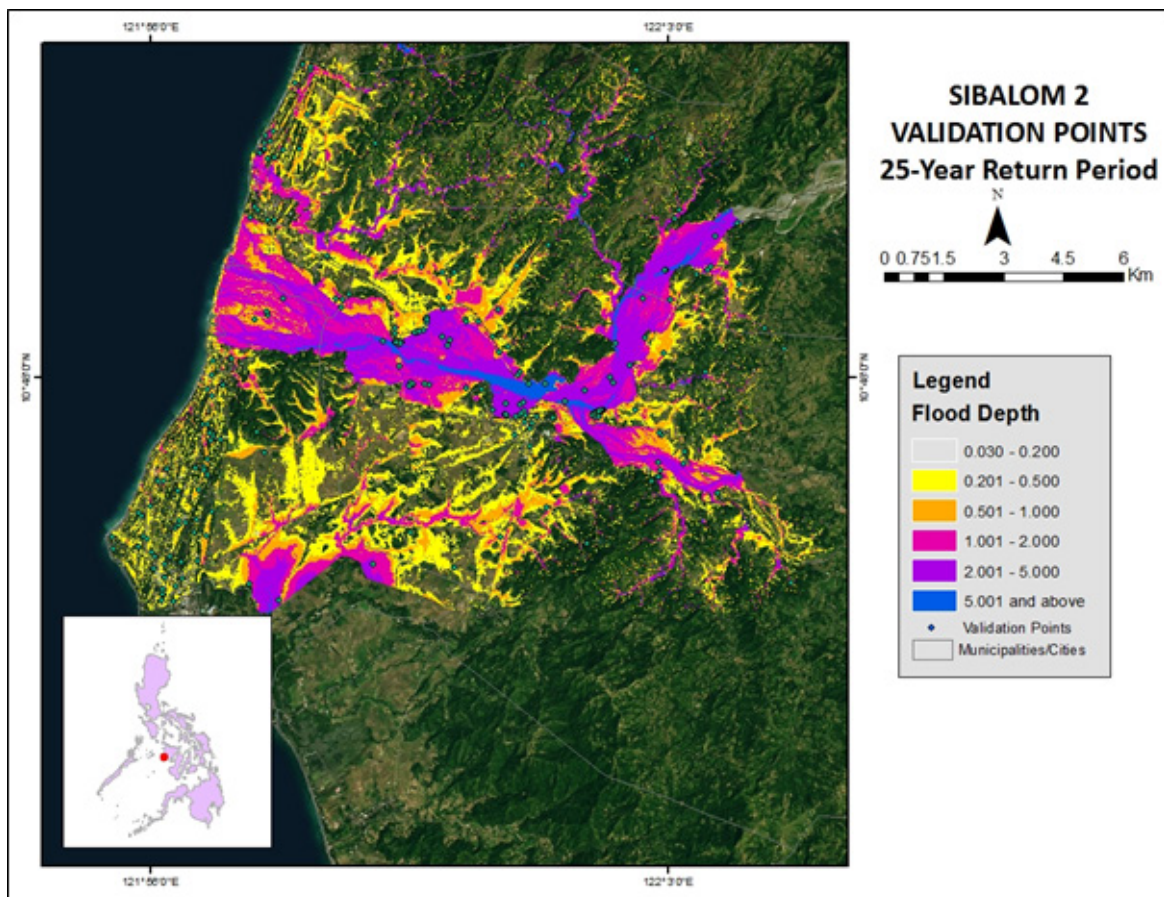 121°56'0"E
122°3'0"E
SIBALOM 2
VALIDATION POINTS
25-Year Return Period
N
0 0.75 1.5 3 4.5 6
Km
10°48'0"N
10°48'0"N
Legend
Flood Depth
0.030 - 0.200
0.201 - 0.500
0.501 - 1.000
1.001 - 2.000
2.001 - 5.000
5.001 and above
Validation Points
Municipalities/Cities
121°56'0"E
122°3'0"E